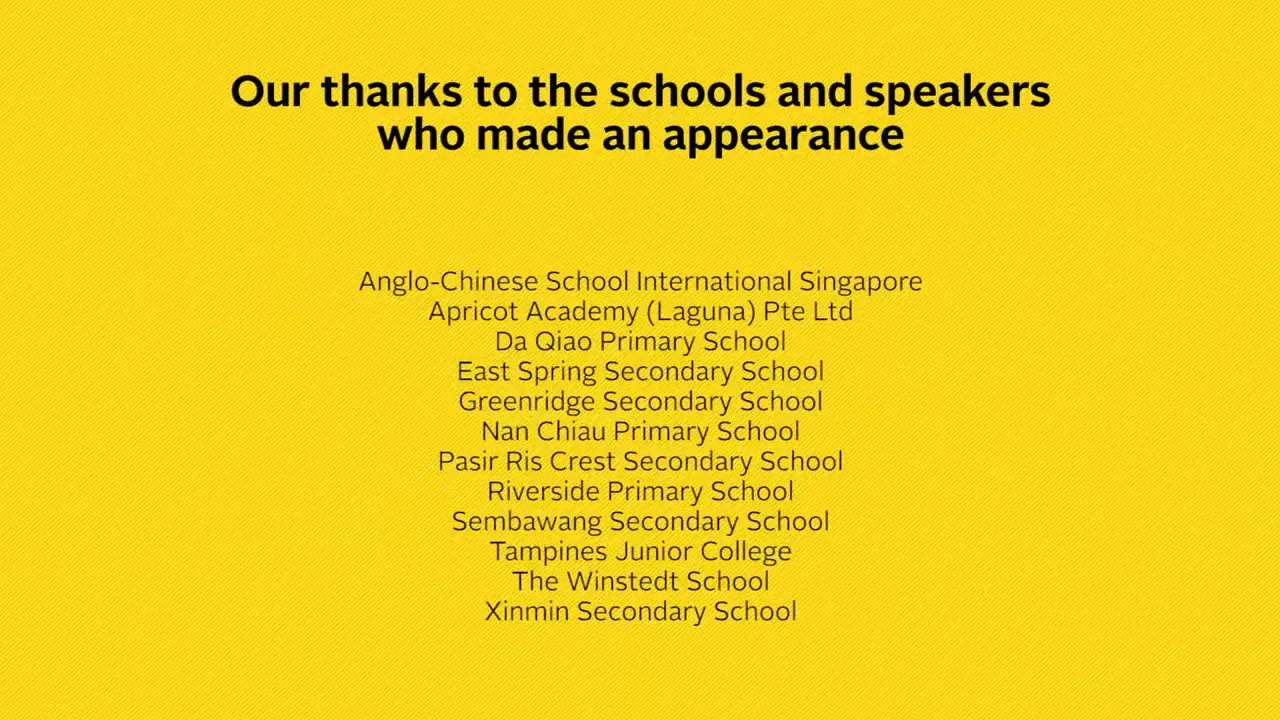 Our thanks to the schools and speakers
who made an appearance
Anglo-Chinese School International Singapore
Apricot Academy (Laguna) Pte Ltd
Da Qiao Primary School
East Spring Secondary School
Greenridge Secondary School
Nan Chiau Primary School
Pasir Ris Crest Secondary School
Riverside Primary School
Sembawang Secondary School
Tampines Junior College
The Winstedt School
Xinmin Secondary School